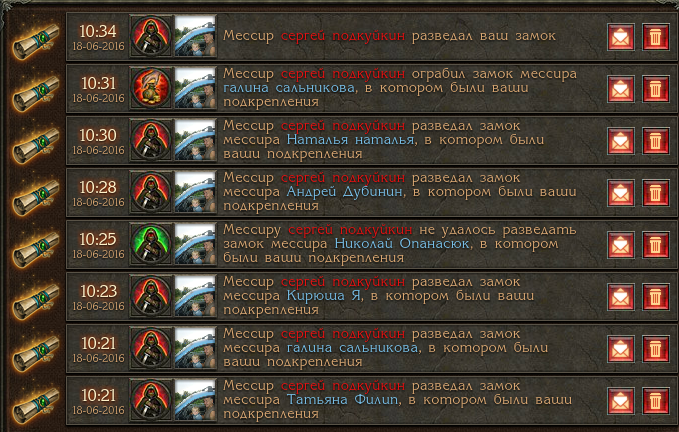 10:34
18-06-2016
Мессир сергей подкуйкин разведал ваш замок
10:31
18-06-2016
Мессир сергей подкуйкин ограбил замок мессира
галина сальникова, в котором были ваши
подкрепления
10:30
18-06-2016
Мессир сергей подкуйкин разведал замок
мессира Наталья наталья, в котором были
ваши подкрепления
10:28
18-06-2016
Мессир сергей подкуйкин разведал замок
мессира Андрей Дубинин, в котором были ваши
подкрепления
10:25
18-06-2016
Мессиру сергей подкуйкин не удалось разведать
замок мессира Николай Опанасюк, в котором
были ваши подкрепления
10:23
18-06-2016
Мессир сергей подкуйкин разведал замок
мессира Кирюша Я, в котором были ваши
подкрепления
10:21
18-06-2016
Мессир сергей подкуйкин разведал замок
мессира галина сальникова, в котором были
ваши подкрепления
10:21
18-06-2016
Мессир сергей подкуйкин разведал замок
мессира Татьяна Филип, в котором были ваши
подкрепления